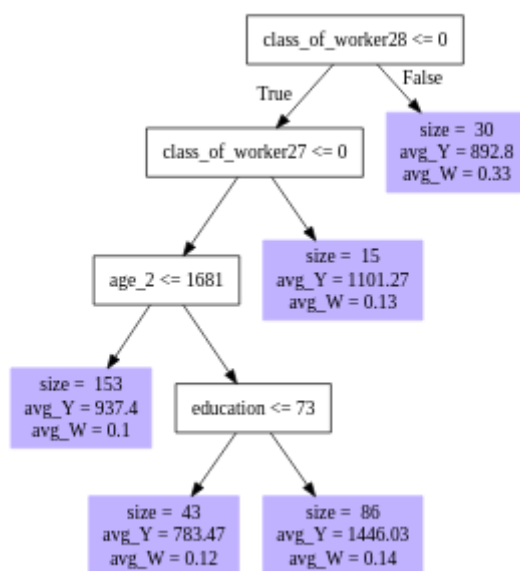 class_of_worker28 <= 0
True
False
class_of_worker27 <= 0
size =  30
avg_Y = 892.8
avg_W = 0.33
age_2 <= 1681
size =  15
avg_Y = 1101.27
avg_W = 0.13
size =  153
avg_Y = 937.4
avg_W = 0.1
education <= 73
size =  43
avg_Y = 783.47
avg_W = 0.12
size =  86
avg_Y = 1446.03
avg_W = 0.14